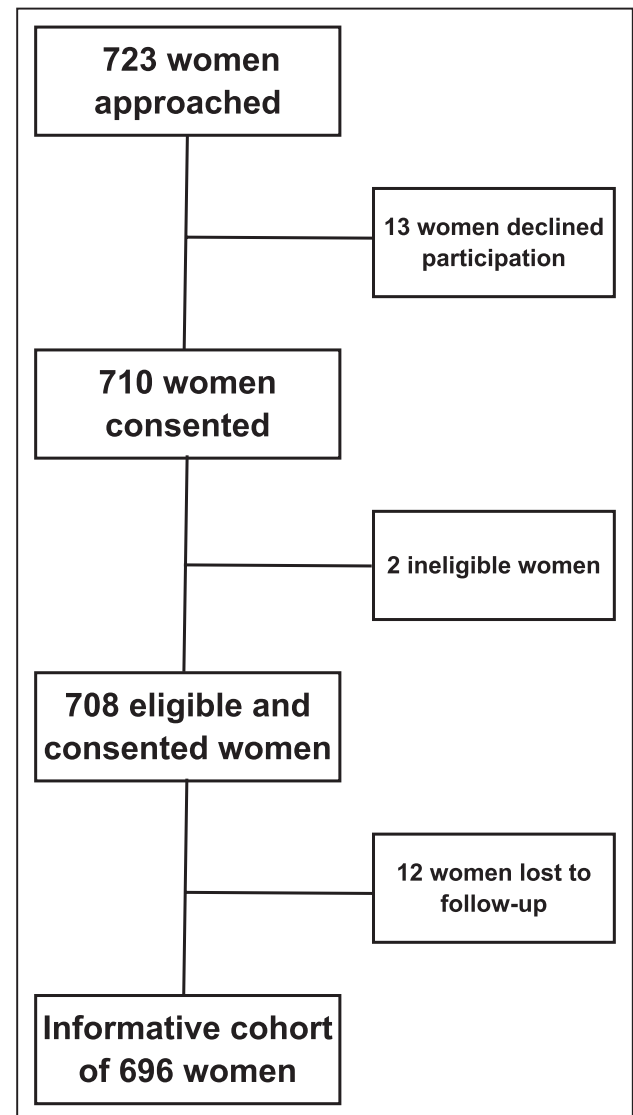 723 women
approached
13 women declined
participation
710 women
consented
2 ineligible women
708 eligible and
consented women
12 women lost to
follow-up
Informative cohort
of 696 women